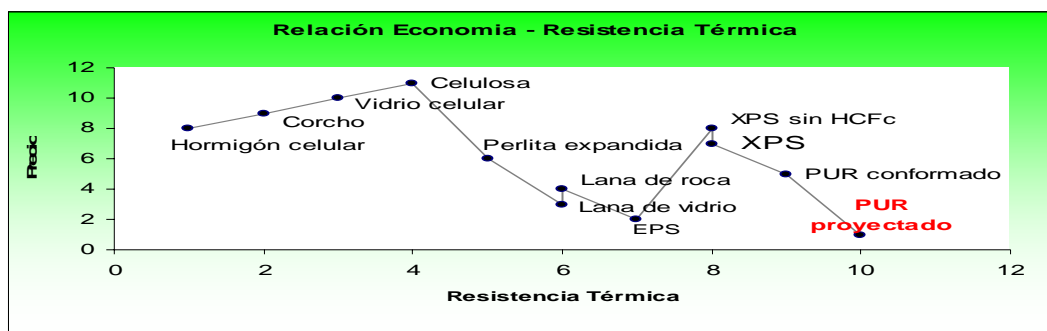 Relación Economia - Resistencia Térmica
12
10
8
6
4
2
0
Celulosa
Vidrio celular
Corcho
Hormigón celular
Perlita expandida
Lana de roca
Lana de vidrio
EPS
XPS sin HCFc
XPS
PUR conformado
PUR
proyectado
0
2
4
6
8
10
12
Resistencia Térmica